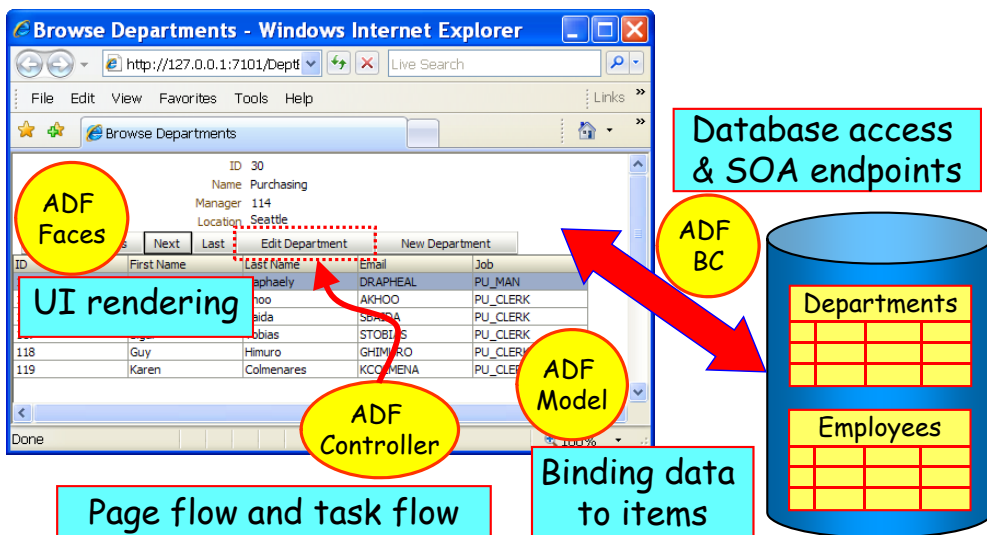 Browse Departments - Windows Internet Explorer
http://127.0.0.1:7101/Dept
Live Search
File Edit View Favorites Tools Help
Links »
Browse Departments
»
ID 30
Name Purchasing
Manager 114
Location Seattle
Next Last Edit Department New Department
ID First Name Last Name Email Job
DRAPHEAL PU_MAN
AKHOO PU_CLERK
PU_CLERK
PU_CLERK
118 Guy Himuro GHIMURO PU_CLERK
119 Karen Colmenares KCOLMENA
Done
ADF
Faces
UI rendering
ADF
Controller
Page flow and task flow
ADF
Model
Binding data
to items
ADF
BC
Database access
& SOA endpoints
Departments
Employees